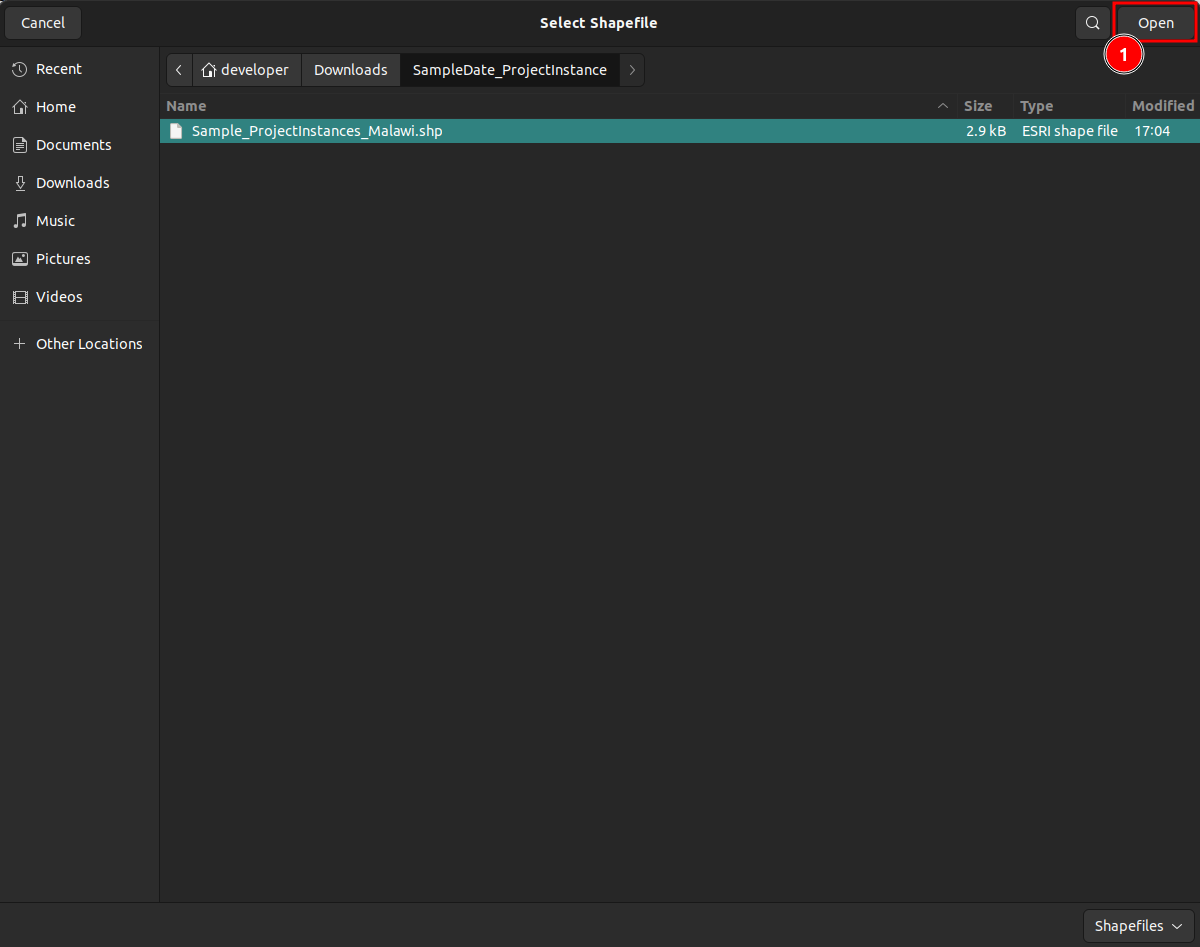 Cancel
Select Shapefile
Open
1
Recent
Home
Documents
Downloads
Music
Pictures
Videos
Other Locations
developer
Downloads
SampleDate_ProjectInstance
Name Size Type Modified
Sample_ProjectInstances_Malawi.shp 2.9 kB ESRI shape file 17:04
Shapefiles